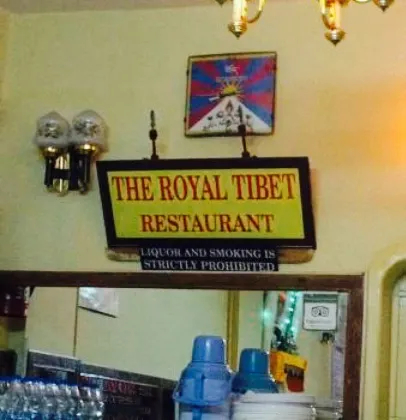 THE ROYAL TIBET
RESTAURANT
LIQUOR AND SMOKING IS
STRICTLY PROHIBITED